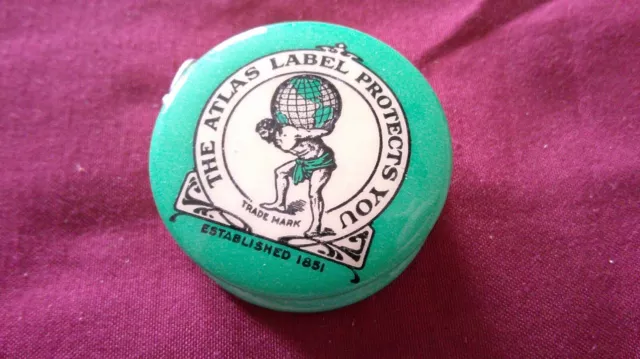 THE ATLAS LABEL PROTECTS YOU
TRADE MARK
ESTABLISHED 1851